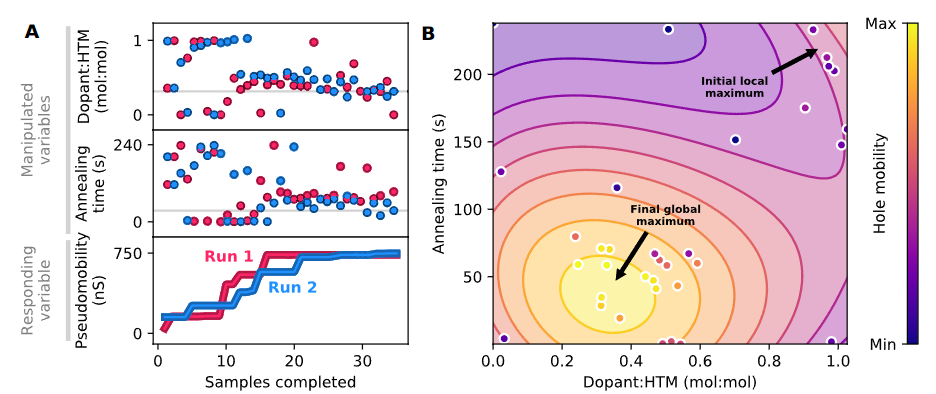 A
Manipulated
variables
Responding
variable
Dopant:HTM
(mol:mol)
1
0
Annealing
time (s)
240
0
Pseudomobility
(nS)
750
0
Run 1
Run 2
0
10
20
30
Samples completed
B
Annealing time (s)
200
150
100
50
Initial local
maximum
Final global
maximum
0.0
0.2
0.4
0.6
0.8
1.0
Dopant:HTM (mol:mol)
Max
Min
Hole mobility